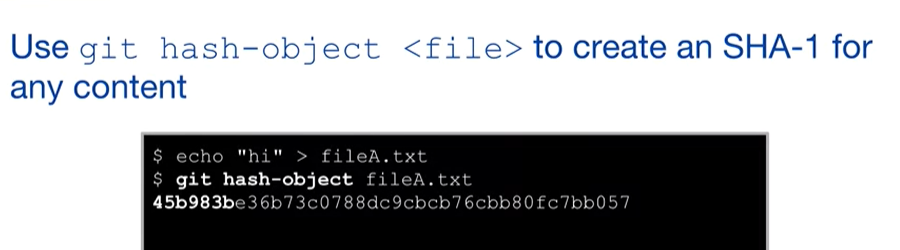 Use git hash-object <file> to create an SHA-1 for
any content
$ echo "hi" > fileA.txt
$ git hash-object fileA.txt
45b983be36b73c0788dc9cbcb76cbb80fc7bb057